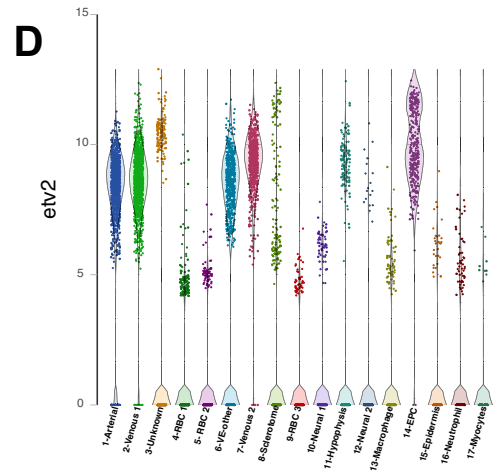 D
etv2
15
10
5
0
1-Arterial
2-Venous 1
3-Unknown
4-RBC 1
5- RBC 2
6-VE-other
7-Venous 2
8-Sclerotome
9-RBC 3
10-Neural 1
11-Hypophysis
12-Neural 2
13-Macrophage
14-EPC
15-Epidermis
16-Neutrophil
17-Myocytes